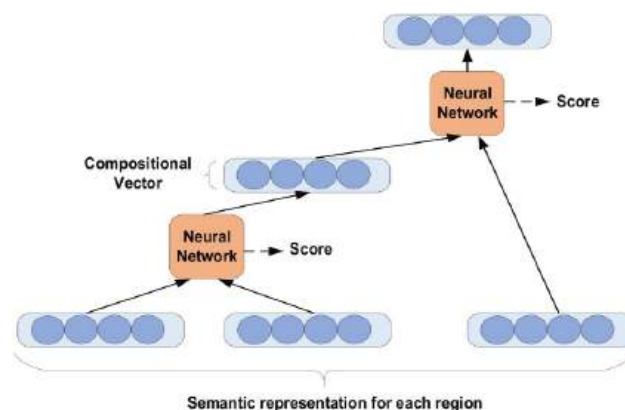 Neural
Network
Score
Compositional
Vector
Neural
Network
Score
Semantic representation for each region